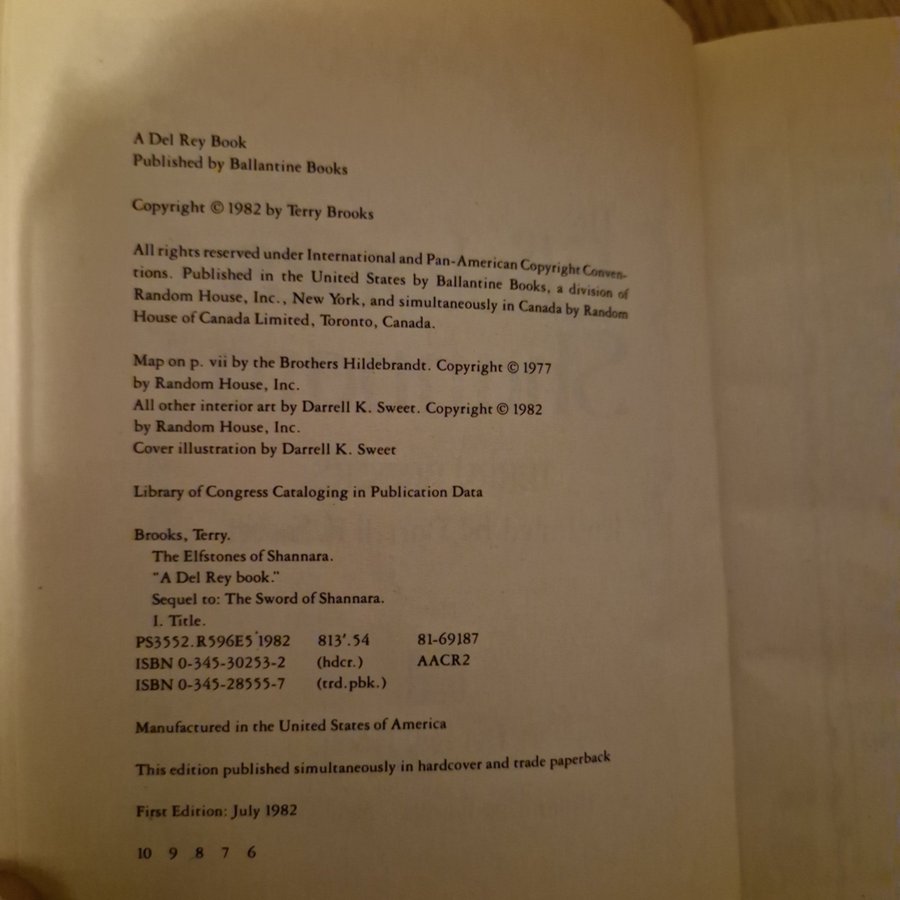 A Del Rey Book
Published by Ballantine Books
Copyright © 1982 by Terry Brooks
All rights reserved under International and Pan-American Copyright Conven-
tions. Published in the United States by Ballantine Books, a division of
Random House, Inc., New York, and simultaneously in Canada by Random
House of Canada Limited, Toronto, Canada.
Map on p. vii by the Brothers Hildebrandt. Copyright © 1977
by Random House, Inc.
All other interior art by Darrell K. Sweet. Copyright © 1982
by Random House, Inc.
Cover illustration by Darrell K. Sweet
Library of Congress Cataloging in Publication Data
Brooks, Terry.
The Elfstones of Shannara.
"A Del Rey book."
Sequel to: The Sword of Shannara.
I. Title.
PS3552.R596E5 1982 813'.54 81-69187
ISBN 0-345-30253-2 (hdcr.) AACR2
ISBN 0-345-28555-7 (trd.pbk.)
Manufactured in the United States of America
This edition published simultaneously in hardcover and trade paperback
First Edition: July 1982
10 9 8 7 6